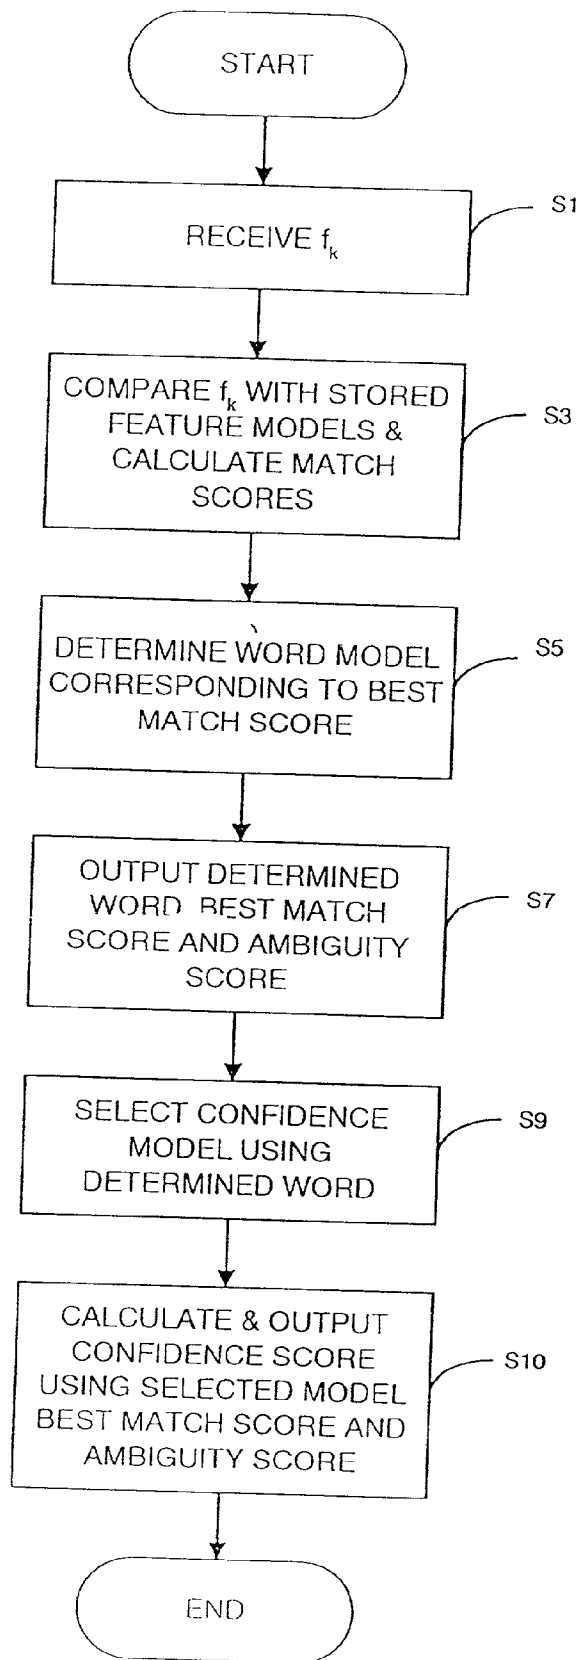 START
RECEIVE fk
S1
COMPARE fk WITH STORED
FEATURE MODELS &
CALCULATE MATCH
SCORES
S3
DETERMINE WORD MODEL
CORRESPONDING TO BEST
MATCH SCORE
S5
OUTPUT DETERMINED
WORD, BEST MATCH
SCORE AND AMBIGUITY
SCORE
S7
SELECT CONFIDENCE
MODEL USING
DETERMINED WORD
S9
CALCULATE & OUTPUT
CONFIDENCE SCORE
USING SELECTED MODEL
BEST MATCH SCORE AND
AMBIGUITY SCORE
S10
END